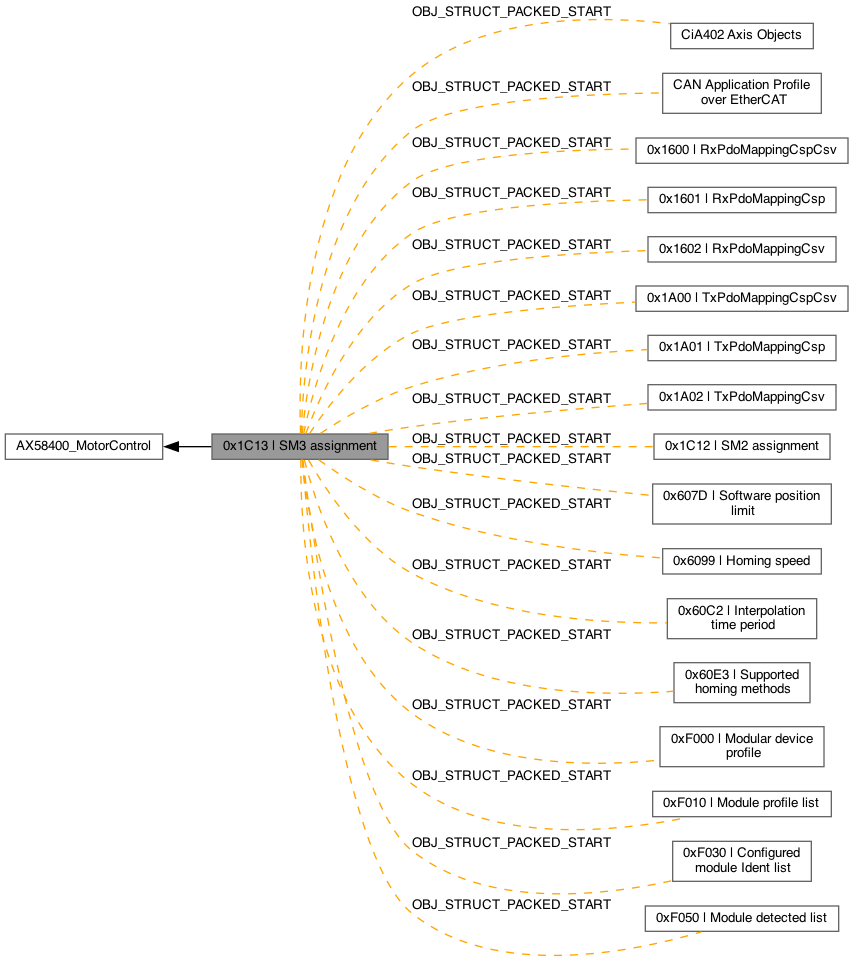 OBJ_STRUCT_PACKED_START
CiA402 Axis Objects
OBJ_STRUCT_PACKED_START
CAN Application Profile
over EtherCAT
OBJ_STRUCT_PACKED_START
0x1600 | RxPdoMappingCspCsv
OBJ_STRUCT_PACKED_START
0x1601 | RxPdoMappingCsp
OBJ_STRUCT_PACKED_START
0x1602 | RxPdoMappingCsv
OBJ_STRUCT_PACKED_START
0x1A00 | TxPdoMappingCspCsv
OBJ_STRUCT_PACKED_START
0x1A01 | TxPdoMappingCsp
OBJ_STRUCT_PACKED_START
0x1A02 | TxPdoMappingCsv
AX58400_MotorControl
0x1C13 | SM3 assignment
OBJ_STRUCT_PACKED_START
0x1C12 | SM2 assignment
OBJ_STRUCT_PACKED_START
0x607D | Software position
limit
OBJ_STRUCT_PACKED_START
0x6099 | Homing speed
OBJ_STRUCT_PACKED_START
0x60C2 | Interpolation
time period
OBJ_STRUCT_PACKED_START
0x60E3 | Supported
homing methods
OBJ_STRUCT_PACKED_START
0xF000 | Modular device
profile
OBJ_STRUCT_PACKED_START
0xF010 | Module profile list
OBJ_STRUCT_PACKED_START
0xF030 | Configured
module Ident list
OBJ_STRUCT_PACKED_START
0xF050 | Module detected list